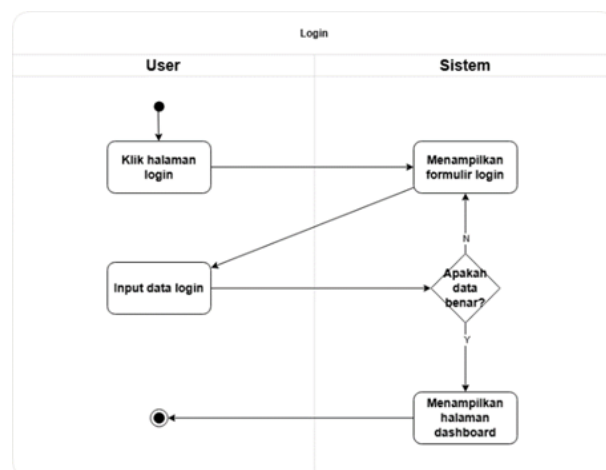 Login
User
Sistem
Klik halaman
login
Menampilkan
formulir login
N
Input data login
Apakah
data
benar?
Y
Menampilkan
halaman
dashboard